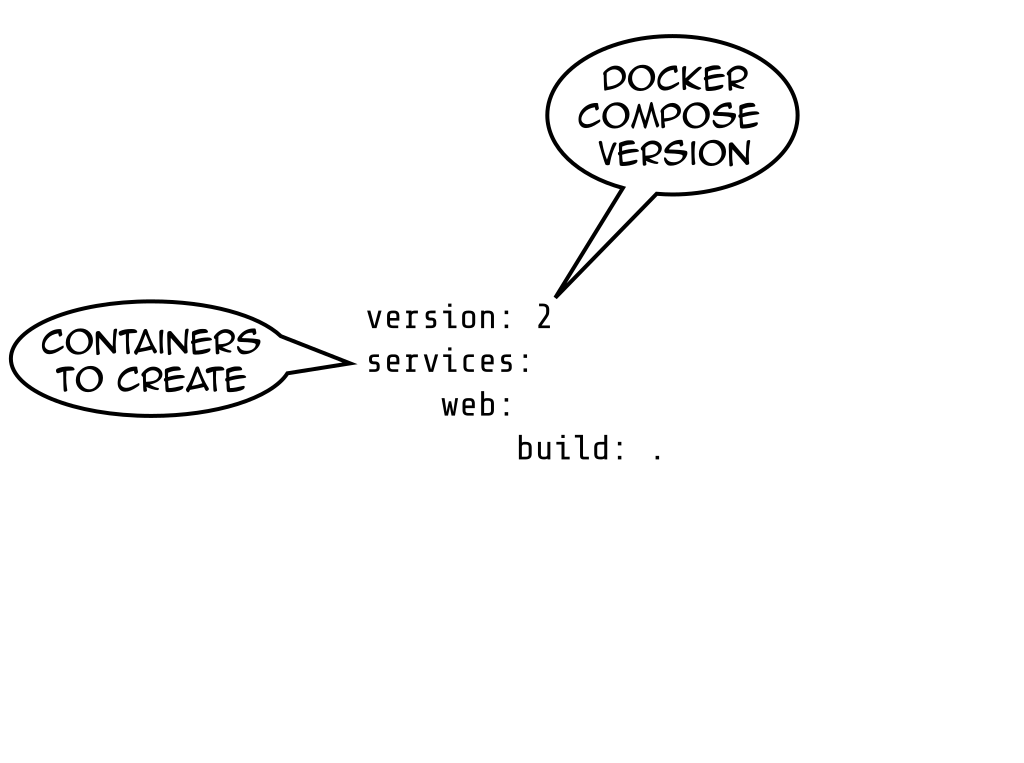 DOCKER
COMPOSE
VERSION
CONTAINERS
TO CREATE
version: 2
services:
    web:
        build: .